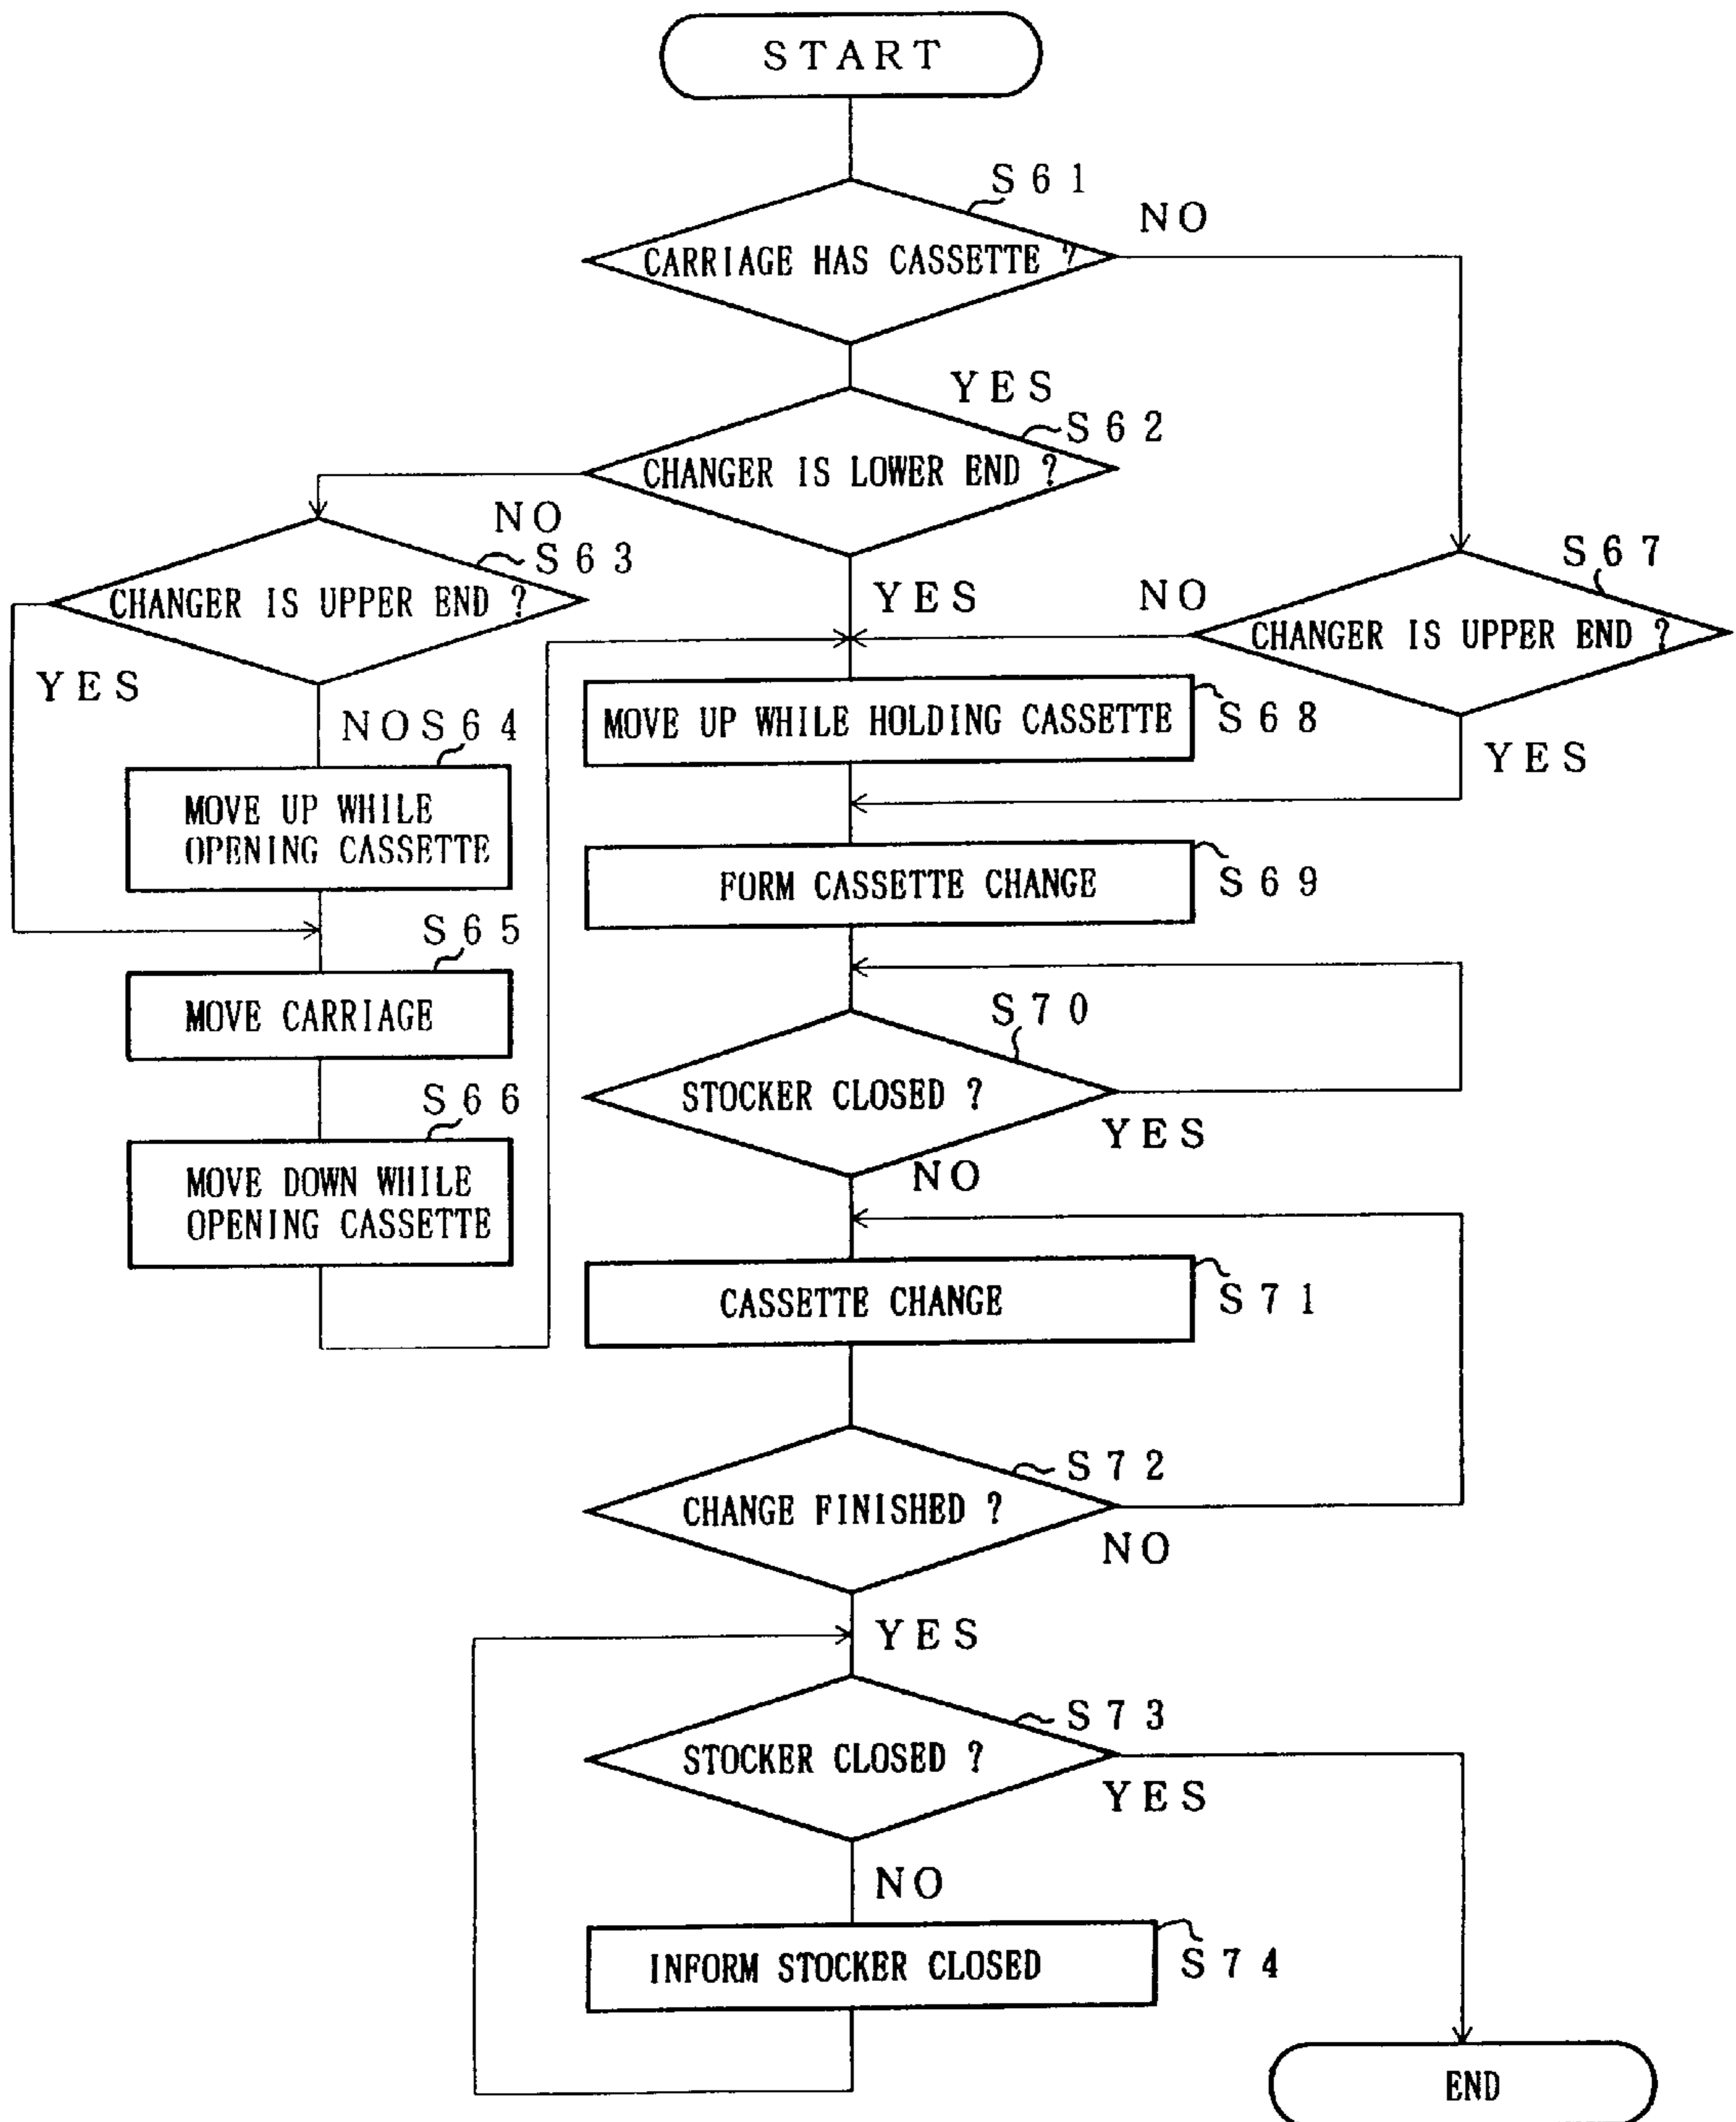 START
S61
NO
CARRIAGE HAS CASSETTE ?
YES
S62
CHANGER IS LOWER END ?
NO
S63
CHANGER IS UPPER END ?
YES
YES
NO
S67
CHANGER IS UPPER END ?
YES
NO S64
MOVE UP WHILE
OPENING CASSETTE
S65
MOVE CARRIAGE
S66
MOVE DOWN WHILE
OPENING CASSETTE
MOVE UP WHILE HOLDING CASSETTE
S68
FORM CASSETTE CHANGE
S69
S70
STOCKER CLOSED ?
YES
NO
CASSETTE CHANGE
S71
S72
CHANGE FINISHED ?
NO
YES
S73
STOCKER CLOSED ?
YES
NO
INFORM STOCKER CLOSED
S74
END